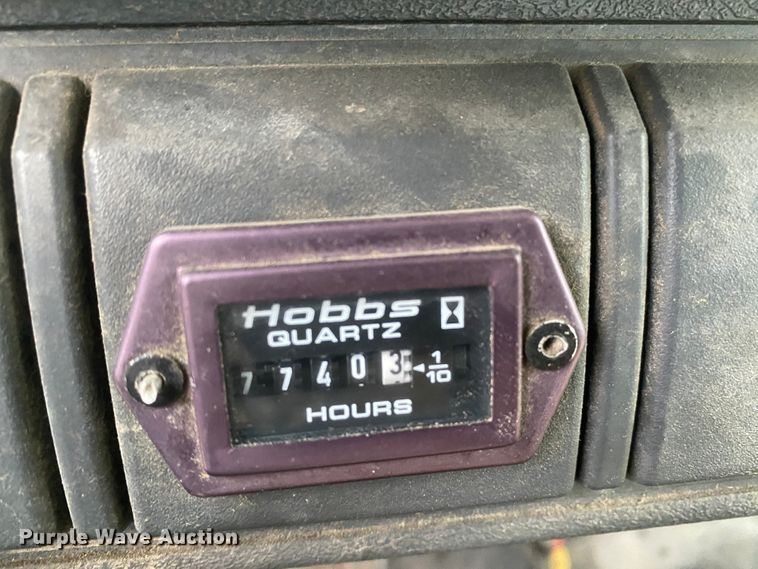 Hobbs
QUARTZ
7 7 4 0 3 ◄ 1/10
HOURS
Purple Wave Auction